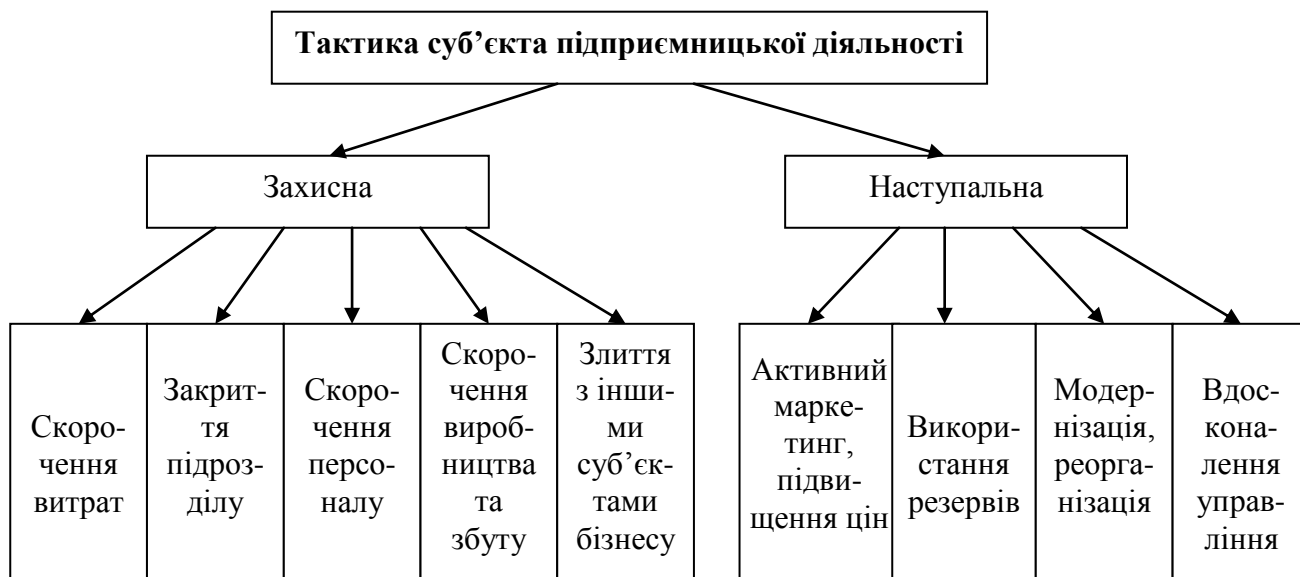 Тактика суб’єкта підприємницької діяльності
Захисна
Наступальна
Скоро-
чення
витрат
Закрит-
тя
підроз-
ділу
Скоро-
чення
персо-
налу
Скоро-
чення
вироб-
ництва
та
збуту
Злиття
з інши-
ми
суб’єк-
тами
бізнесу
Активний
марке-
тинг,
підви-
щення цін
Викори-
стання
резервів
Модер-
нізація,
реорга-
нізація
Вдос-
кона-
лення
управ-
ління